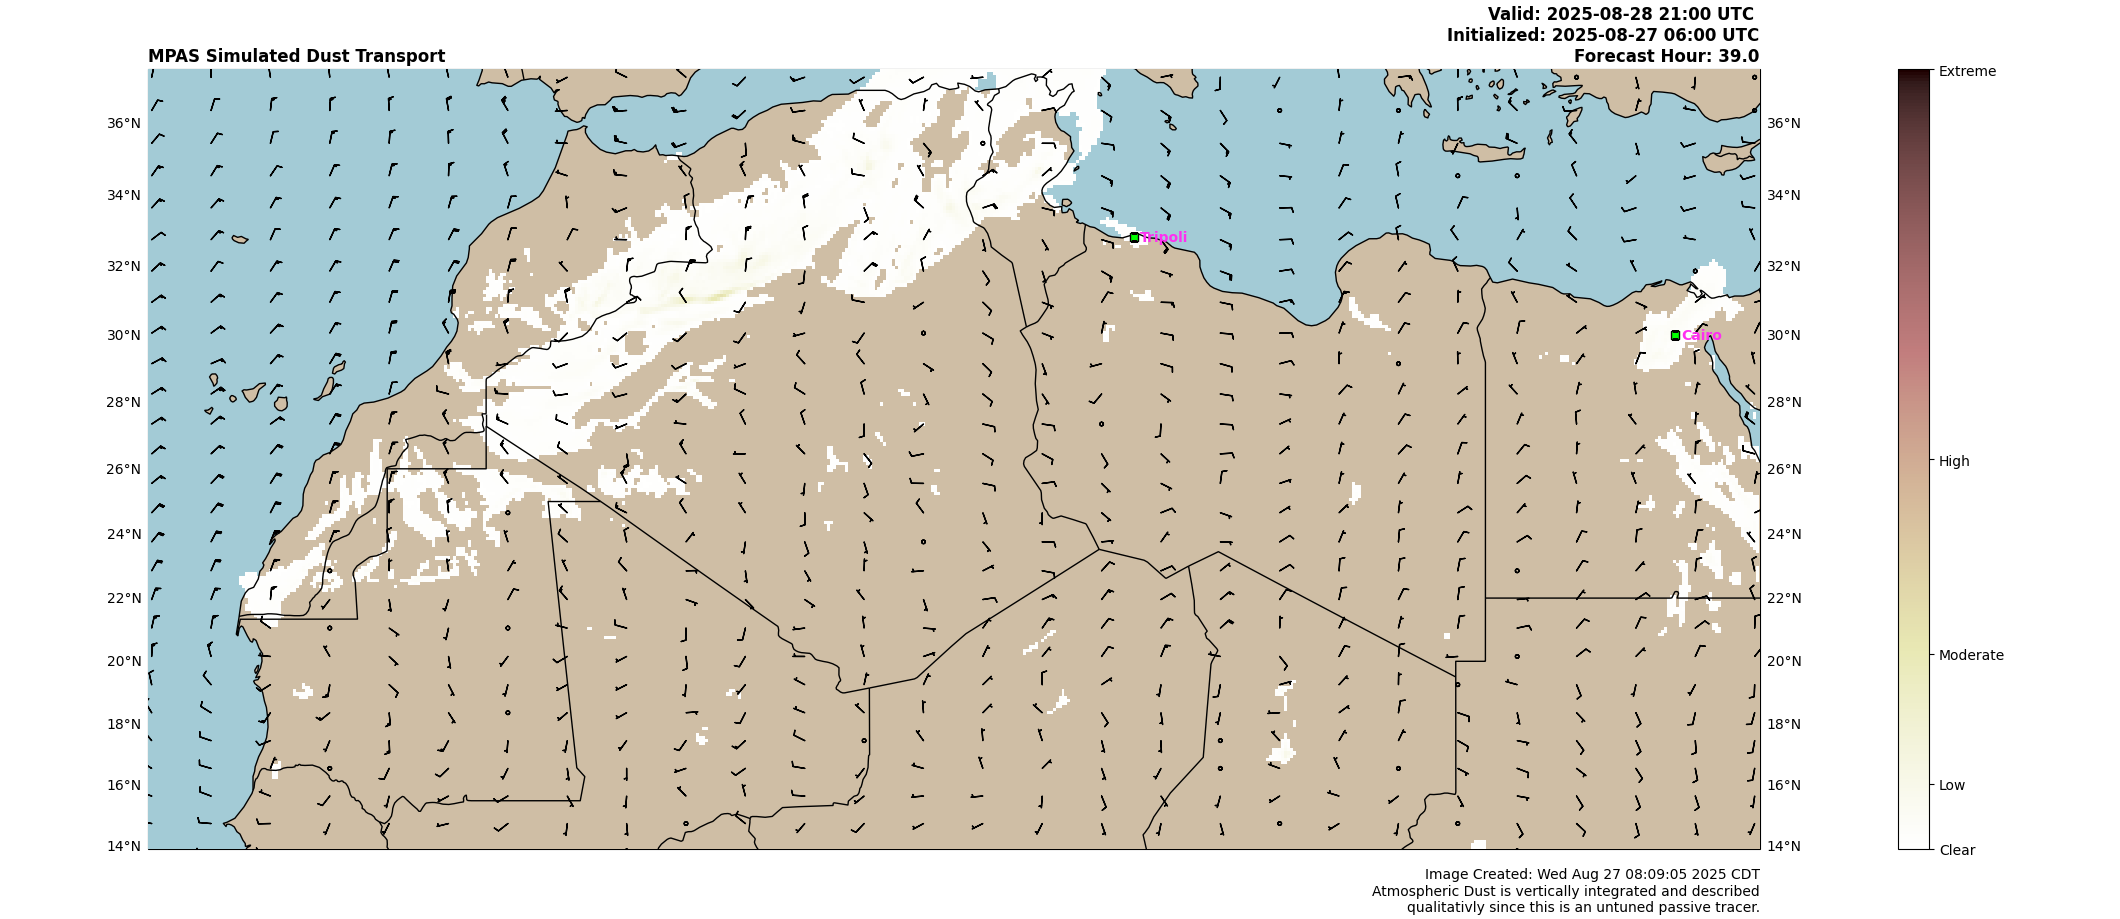 Valid: 2025-08-28 21:00 UTC
Initialized: 2025-08-27 06:00 UTC
MPAS Simulated Dust Transport
Forecast Hour: 39.0
Extreme
36°N
36°N
34°N
34°N
Tripoli
32°N
32°N
30°N
Cairo
30°N
28°N
28°N
26°N
26°N
High
24°N
24°N
22°N
22°N
20°N
20°N
Moderate
18°N
18°N
16°N
16°N
Low
14°N
14°N
Clear
Image Created: Wed Aug 27 08:09:05 2025 CDT
Atmospheric Dust is vertically integrated and described
qualitativly since this is an untuned passive tracer.